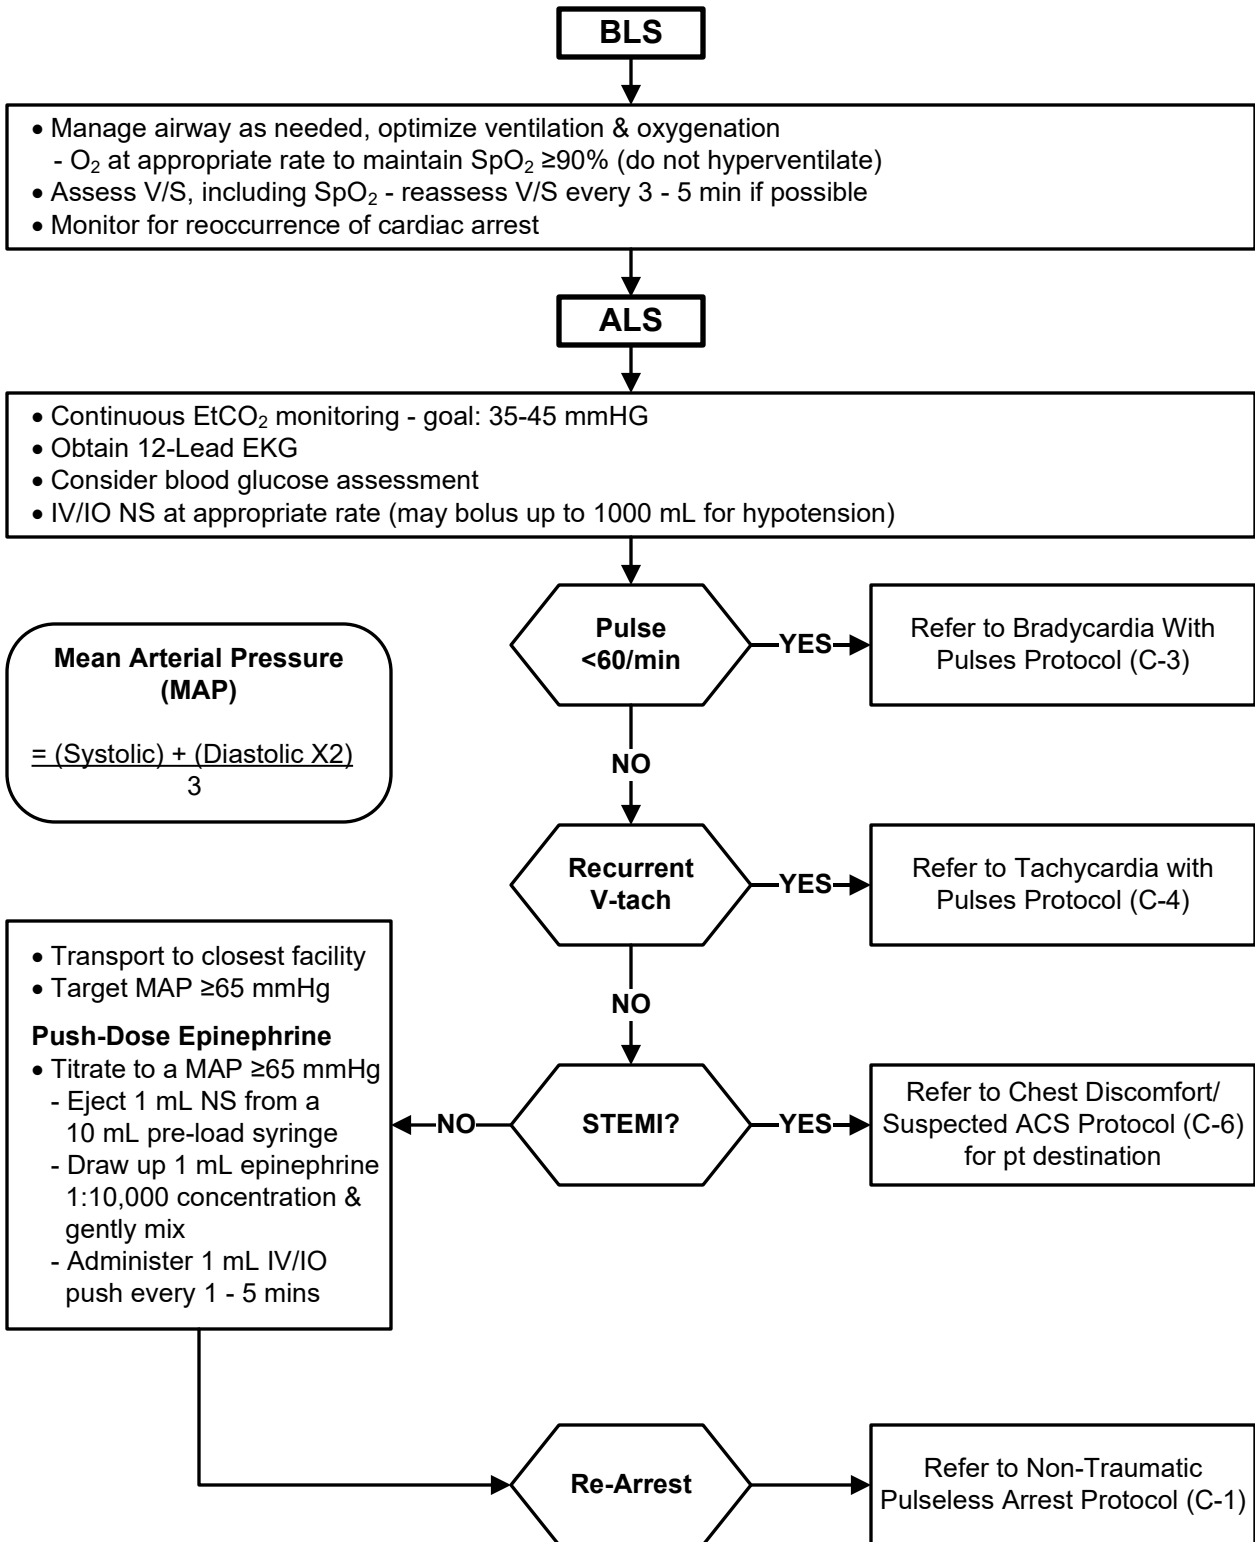 BLS
• Manage airway as needed, optimize ventilation & oxygenation
- O₂ at appropriate rate to maintain SpO₂ ≥90% (do not hyperventilate)
• Assess V/S, including SpO₂ - reassess V/S every 3 - 5 min if possible
• Monitor for reoccurrence of cardiac arrest
ALS
• Continuous EtCO₂ monitoring - goal: 35-45 mmHG
• Obtain 12-Lead EKG
• Consider blood glucose assessment
• IV/IO NS at appropriate rate (may bolus up to 1000 mL for hypotension)
Pulse
<60/min
YES
Refer to Bradycardia With
Pulses Protocol (C-3)
Mean Arterial Pressure
(MAP)
= (Systolic) + (Diastolic X2)
3
NO
Recurrent
V-tach
YES
Refer to Tachycardia with
Pulses Protocol (C-4)
NO
STEMI?
YES
Refer to Chest Discomfort/
Suspected ACS Protocol (C-6)
for pt destination
NO
• Transport to closest facility
• Target MAP ≥65 mmHg
Push-Dose Epinephrine
• Titrate to a MAP ≥65 mmHg
- Eject 1 mL NS from a
10 mL pre-load syringe
- Draw up 1 mL epinephrine
1:10,000 concentration &
gently mix
- Administer 1 mL IV/IO
push every 1 - 5 mins
Re-Arrest
Refer to Non-Traumatic
Pulseless Arrest Protocol (C-1)